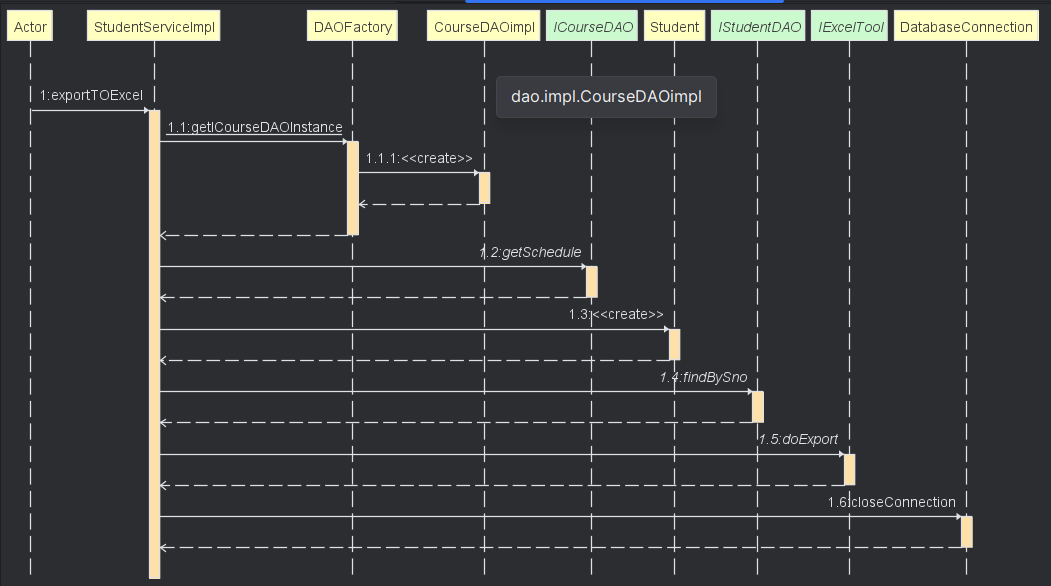 Actor
StudentServiceImpl
DAOFactory
CourseDAOimpl
ICourseDAO
Student
IStudentDAO
IExcelTool
DatabaseConnection
dao.impl.CourseDAOimpl
1:exportTOExcel
1.1:getICourseDAOInstance
1.1.1:<<create>>
1.2:getSchedule
1.3:<<create>>
1.4:findBySno
1.5:doExport
1.6:closeConnection